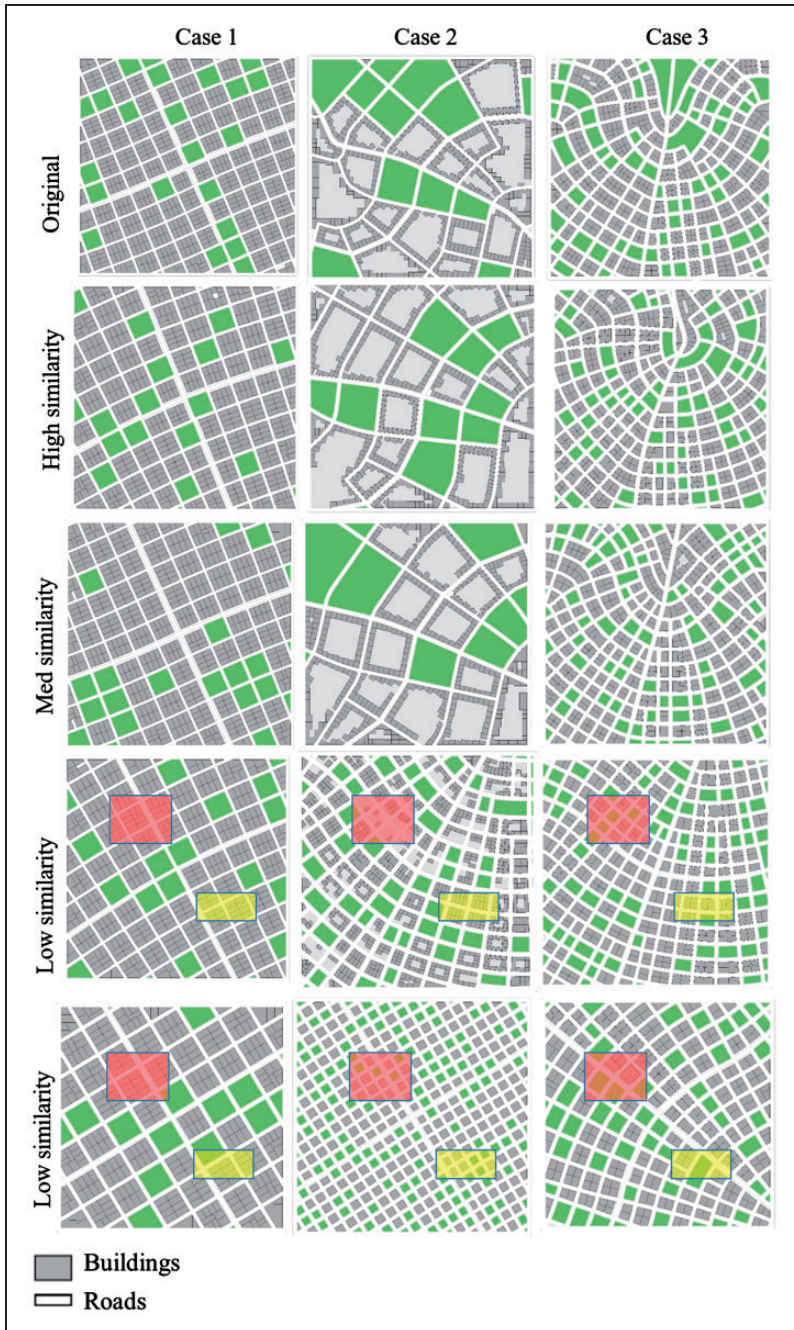 Case 1
Case 2
Case 3
Original
High similarity
Med similarity
Low similarity
Low similarity
Buildings
Roads